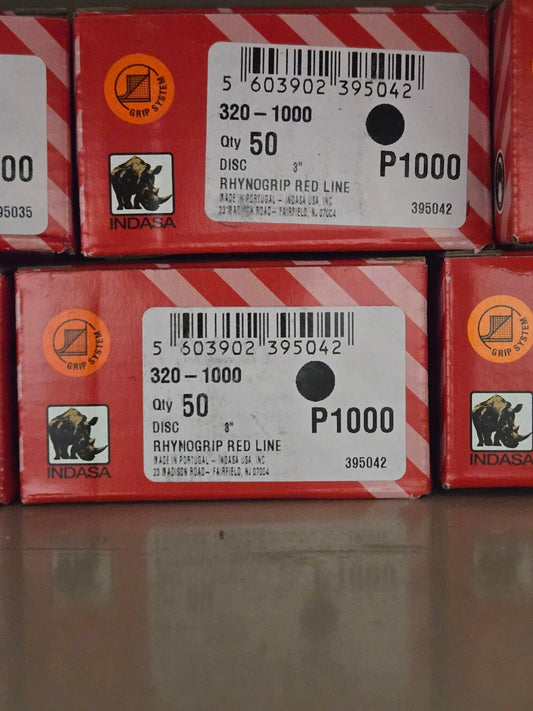 00
95035
GRIP SYSTEM
INDASA
5 603902 395042
320-1000
Qty 50
DISC 3"
P1000
RHYNOGRIP RED LINE
MADE IN PORTUGAL - INDASA USA, INC
23 MADISON ROAD- FAIRFIELD, NJ 07004
395042
GRIP SYSTEM
INDASA
5 603902 395042
320-1000
Qty 50
DISC 3"
P1000
RHYNOGRIP RED LINE
MADE IN PORTUGAL - INDASA USA, INC
23 MADISON ROAD- FAIRFIELD, NJ 07004
395042
GRIP SYSTEM
INDASA